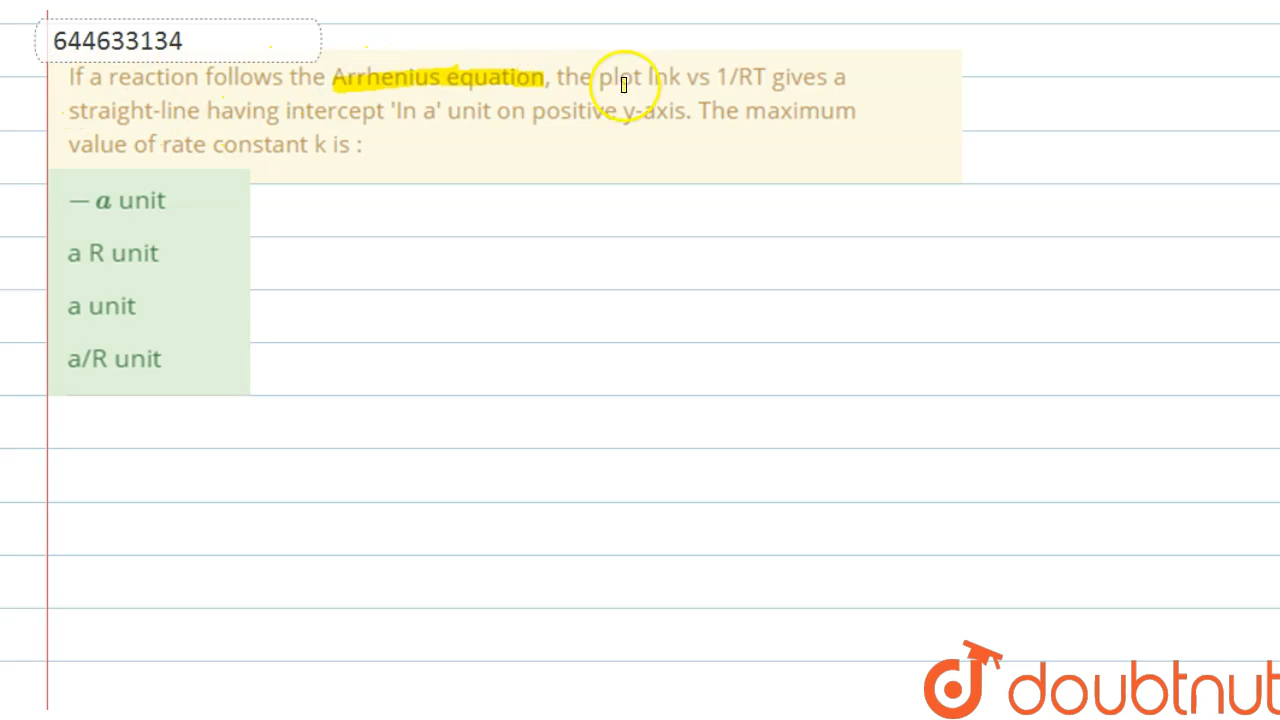 644633134
If a reaction follows the Arrhenius equation, the plot lnk vs 1/RT gives a
straight-line having intercept 'In a' unit on positive y-axis. The maximum
value of rate constant k is :
− a unit
a R unit
a unit
a/R unit
doubtnut